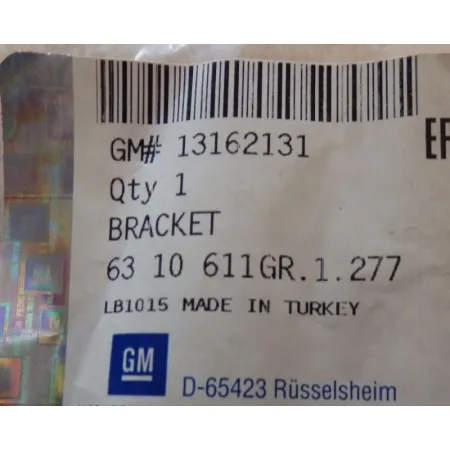 GM# 13162131
Qty 1
BRACKET
63 10 611GR.1.277
LB1015 MADE IN TURKEY
GM
D-65423 Rüsselsheim